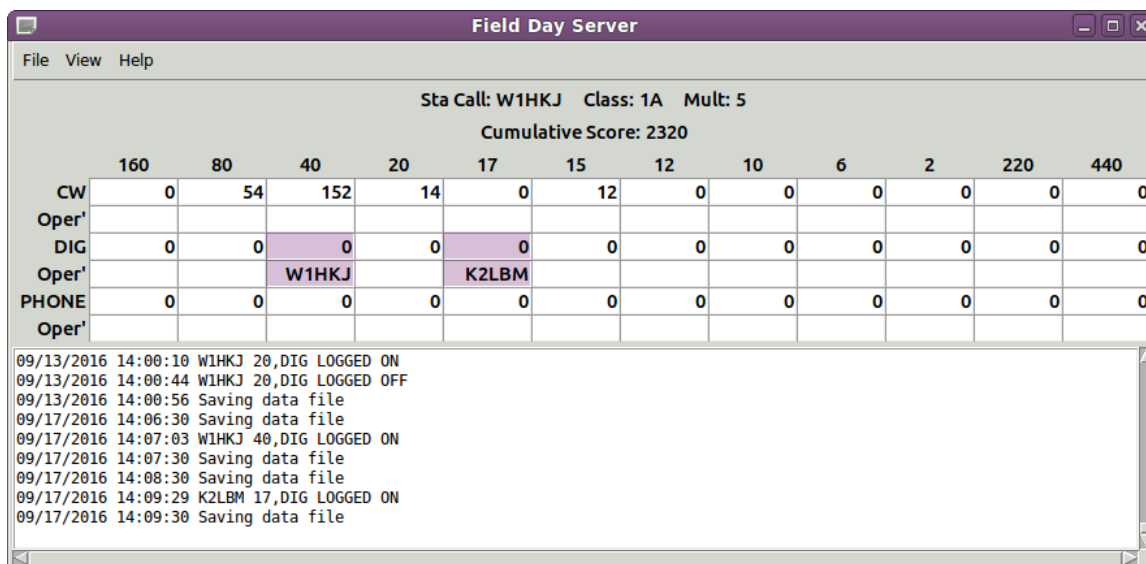 Field Day Server
File View Help
Sta Call: W1HKJ Class: 1A Mult: 5
Cumulative Score: 2320
160 80 40 20 17 15 12 10 6 2 220 440
CW 0 54 152 14 0 12 0 0 0 0 0 0
Oper'
DIG 0 0 0 0 0 0 0 0 0 0 0 0
Oper' W1HKJ K2LBM
PHONE 0 0 0 0 0 0 0 0 0 0 0 0
Oper'
09/13/2016 14:00:10 W1HKJ 20,DIG LOGGED ON
09/13/2016 14:00:44 W1HKJ 20,DIG LOGGED OFF
09/13/2016 14:00:56 Saving data file
09/17/2016 14:06:30 Saving data file
09/17/2016 14:07:03 W1HKJ 40,DIG LOGGED ON
09/17/2016 14:07:30 Saving data file
09/17/2016 14:08:30 Saving data file
09/17/2016 14:09:29 K2LBM 17,DIG LOGGED ON
09/17/2016 14:09:30 Saving data file